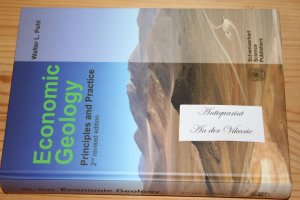 Walter L. Pohl
Economic
Geology
Principles and Practice
2nd revised edition
Schweizerbart
Science
Publishers
Antiquariat
An der Vikarie
W.L. Pohl Economic Geology